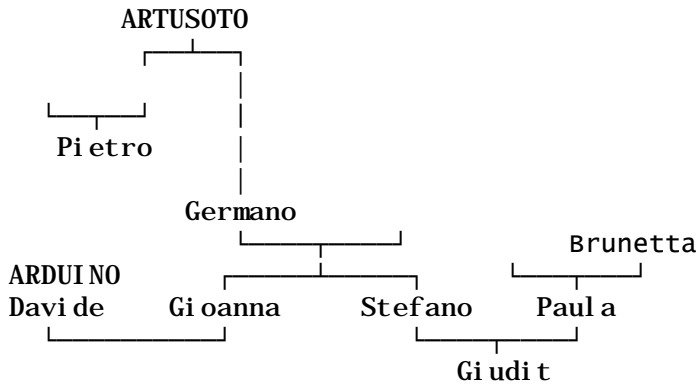 ARTUSOTO
Pietro
Germano
Brunetta
ARDUINO
Davide Gioanna Stefano Paula
Giudit